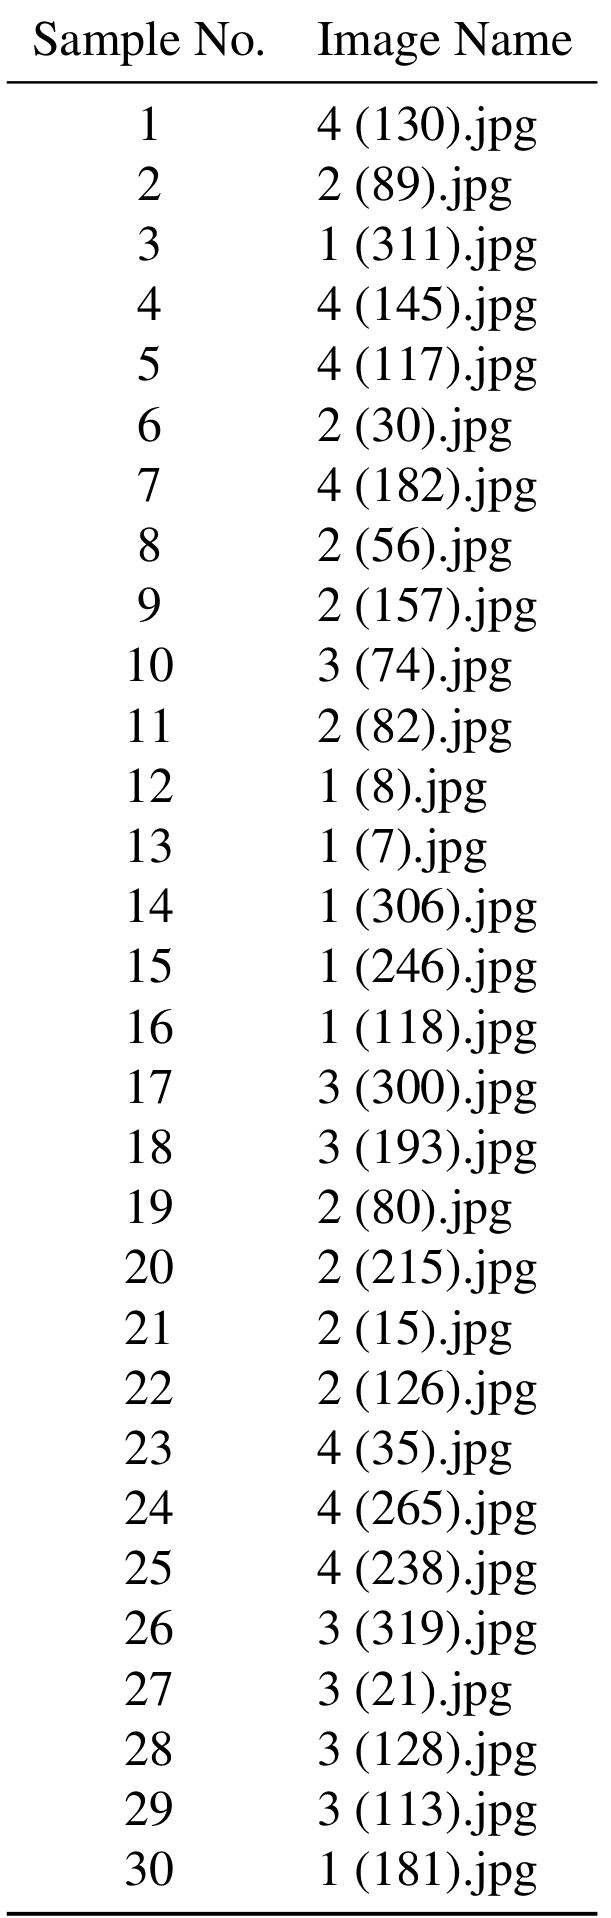 Sample No. Image Name
1 4 (130).jpg
2 2 (89).jpg
3 1 (311).jpg
4 4 (145).jpg
5 4 (117).jpg
6 2 (30).jpg
7 4 (182).jpg
8 2 (56).jpg
9 2 (157).jpg
10 3 (74).jpg
11 2 (82).jpg
12 1 (8).jpg
13 1 (7).jpg
14 1 (306).jpg
15 1 (246).jpg
16 1 (118).jpg
17 3 (300).jpg
18 3 (193).jpg
19 2 (80).jpg
20 2 (215).jpg
21 2 (15).jpg
22 2 (126).jpg
23 4 (35).jpg
24 4 (265).jpg
25 4 (238).jpg
26 3 (319).jpg
27 3 (21).jpg
28 3 (128).jpg
29 3 (113).jpg
30 1 (181).jpg